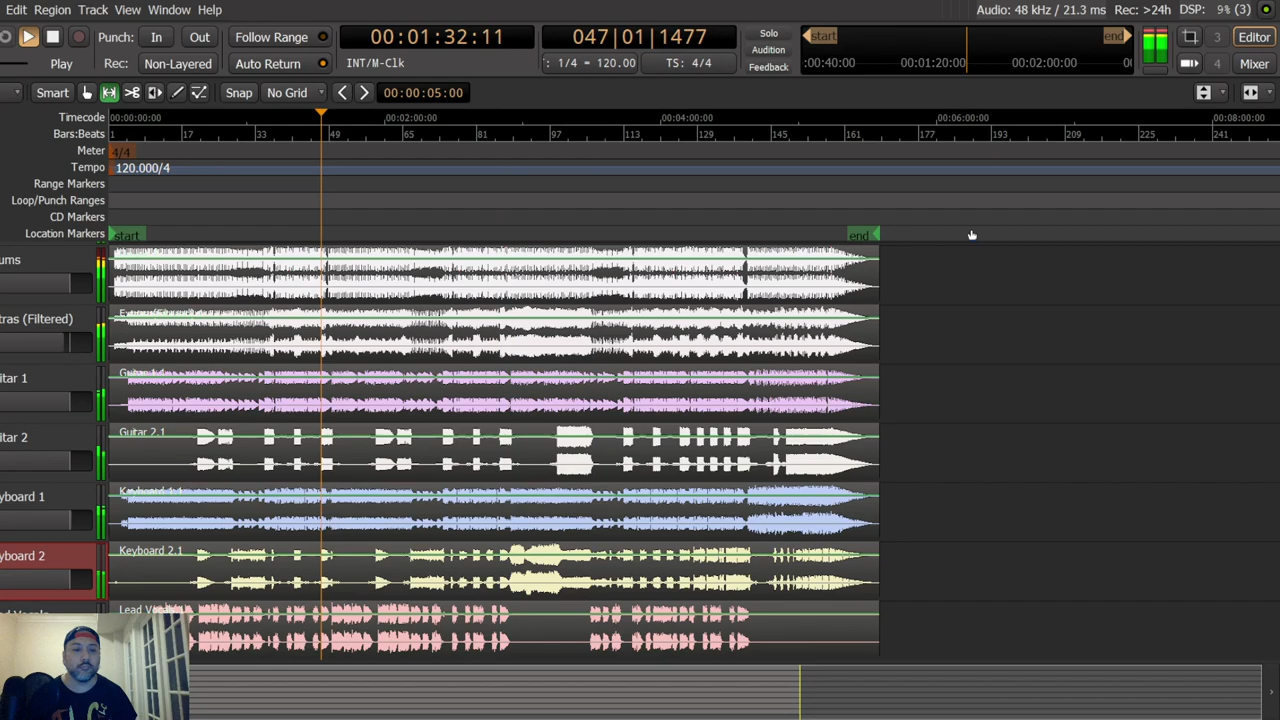 Edit Region Track View Window Help Audio: 48 kHz / 21.3 ms Rec: >24h DSP: 9% (3)
Punch: In Out Follow Range 00:01:32:11 047|01|1477 Solo start end 3 Editor
Audition
Play Rec: Non-Layered Auto Return INT/M-Clk : 1/4 = 120.00 TS: 4/4 Feedback :00:40:00 00:01:20:00 00:02:00:00 4 Mixer
Smart Snap No Grid 00:00:05:00
Timecode 00:00:00:00 00:02:00:00 00:04:00:00 00:06:00:00 00:08:00:00
Bars:Beats 1 17 33 49 65 81 97 113 129 145 161 177 193 209 225 241
Meter 4/4
Tempo 120.000/4
Range Markers
Loop/Punch Ranges
CD Markers
Location Markers start end
ums
tras (Filtered)
itar 1
itar 2 Guitar 2.1
yboard 1
yboard 2 Keyboard 2.1
Lead